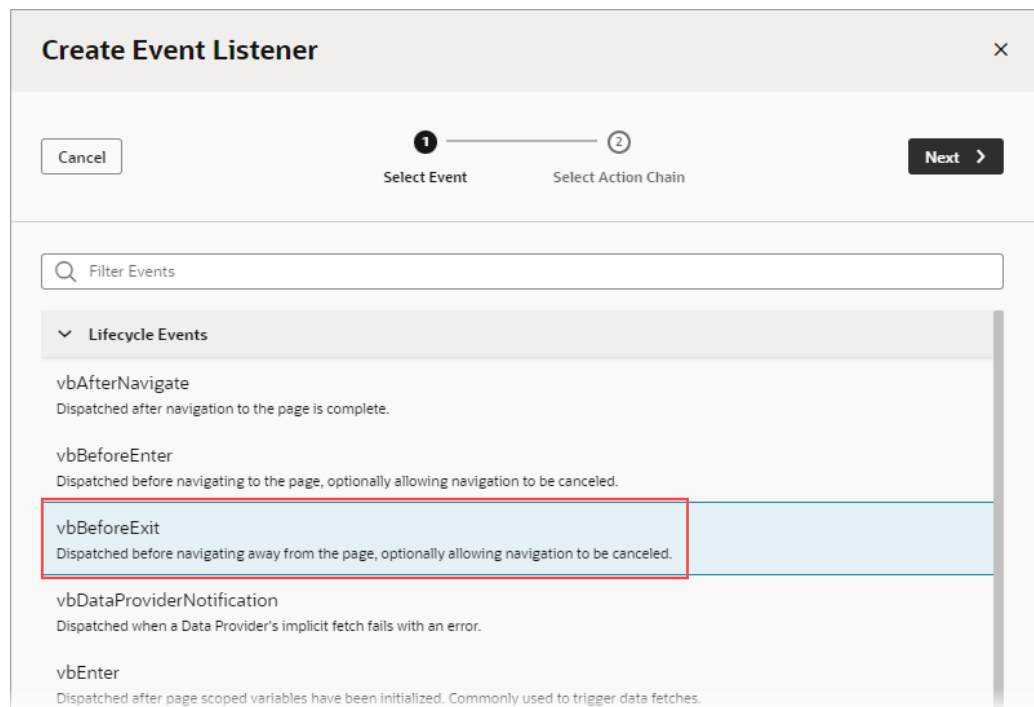 Create Event Listener
Cancel
1
2
Next
Select Event
Select Action Chain
Filter Events
Lifecycle Events
vbAfterNavigate
Dispatched after navigation to the page is complete.
vbBeforeEnter
Dispatched before navigating to the page, optionally allowing navigation to be canceled.
vbBeforeExit
Dispatched before navigating away from the page, optionally allowing navigation to be canceled.
vbDataProviderNotification
Dispatched when a Data Provider's implicit fetch fails with an error.
vbEnter
Dispatched after page scoped variables have been initialized. Commonly used to trigger data fetches.